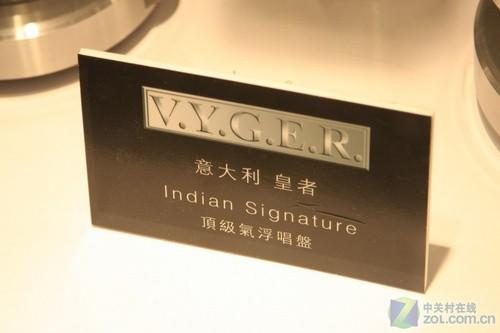 V.Y.G.E.R.
意大利 皇者
Indian Signature
頂級氣浮唱盤
中关村在线
zol.com.cn